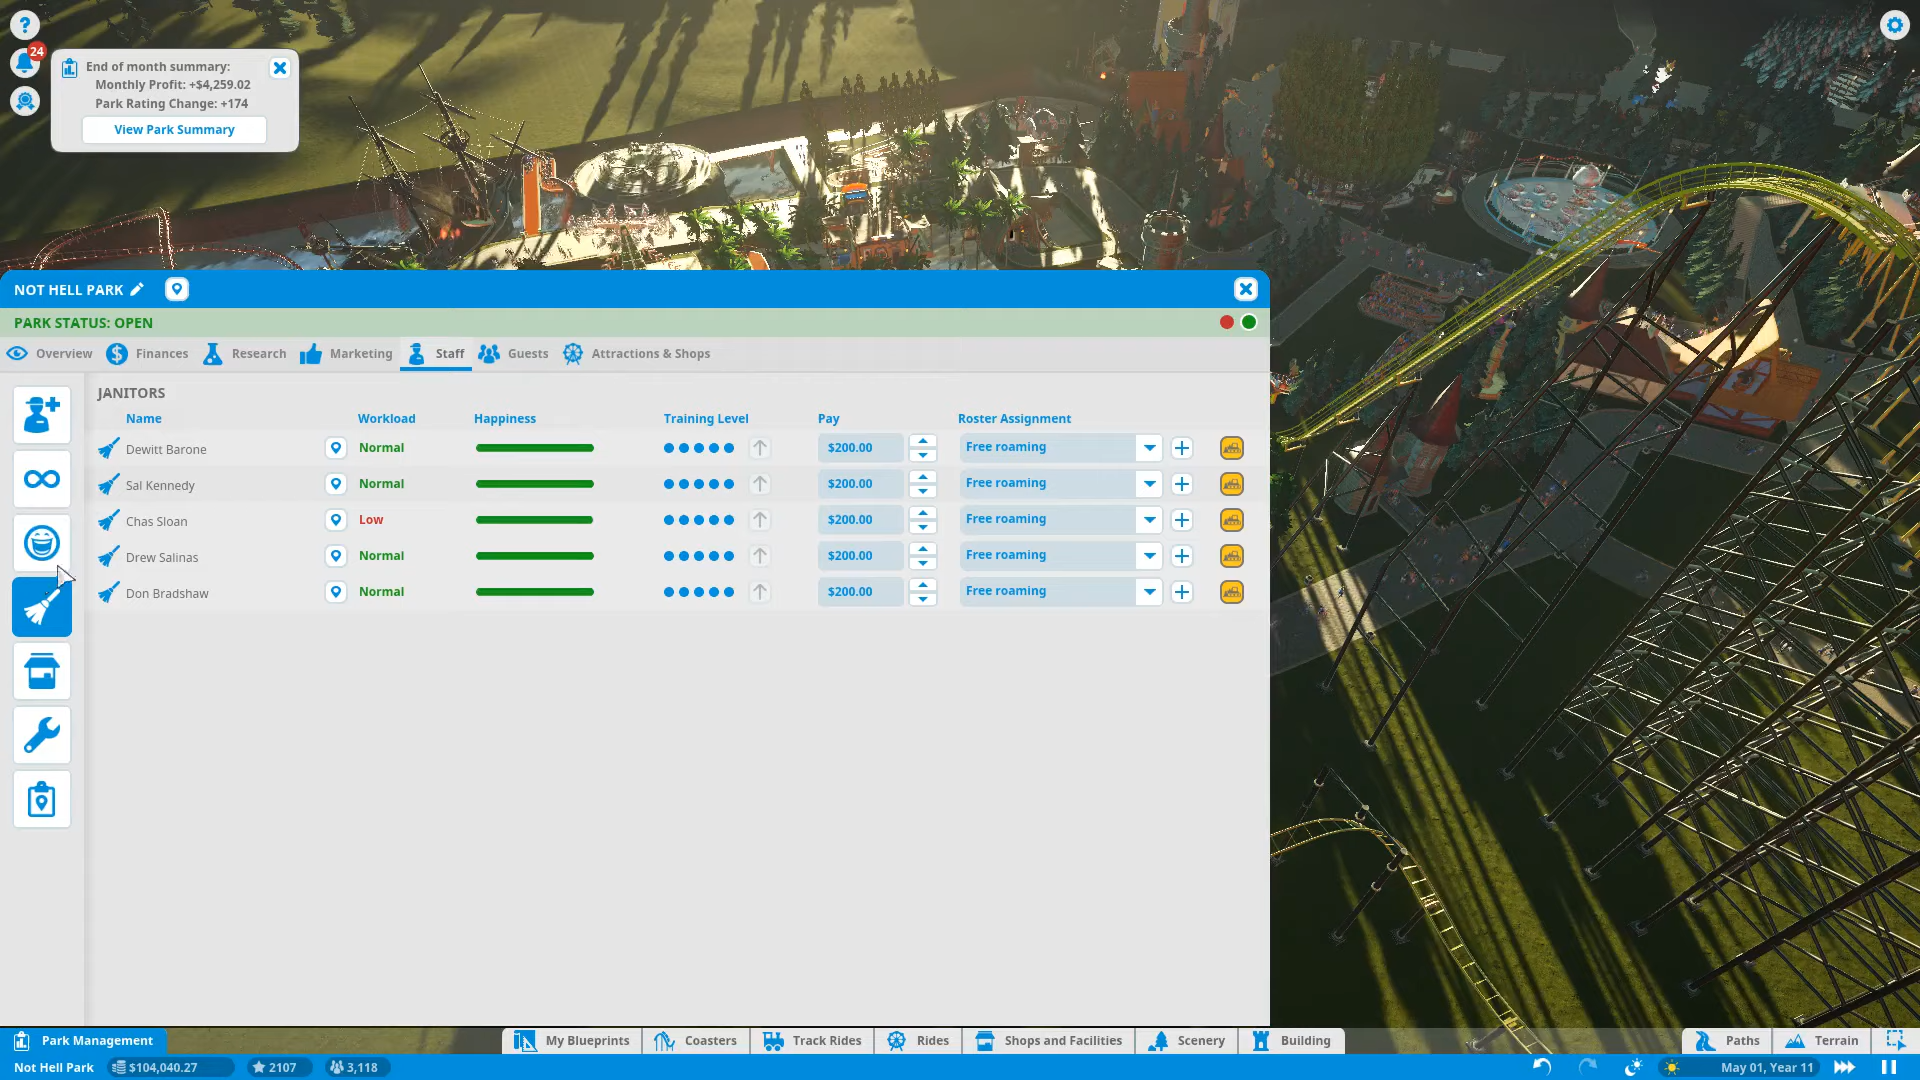 ?
24
End of month summary:
Monthly Profit: +$4,259.02
Park Rating Change: +174
View Park Summary
NOT HELL PARK
PARK STATUS: OPEN
Overview Finances Research Marketing Staff Guests Attractions & Shops
JANITORS
Name Workload Happiness Training Level Pay Roster Assignment
Dewitt Barone Normal $200.00 Free roaming
Sal Kennedy Normal $200.00 Free roaming
Chas Sloan Low $200.00 Free roaming
Drew Salinas Normal $200.00 Free roaming
Don Bradshaw Normal $200.00 Free roaming
Park Management My Blueprints Coasters Track Rides Rides Shops and Facilities Scenery Building Paths Terrain
Not Hell Park $104,040.27 2107 3,118 May 01, Year 11